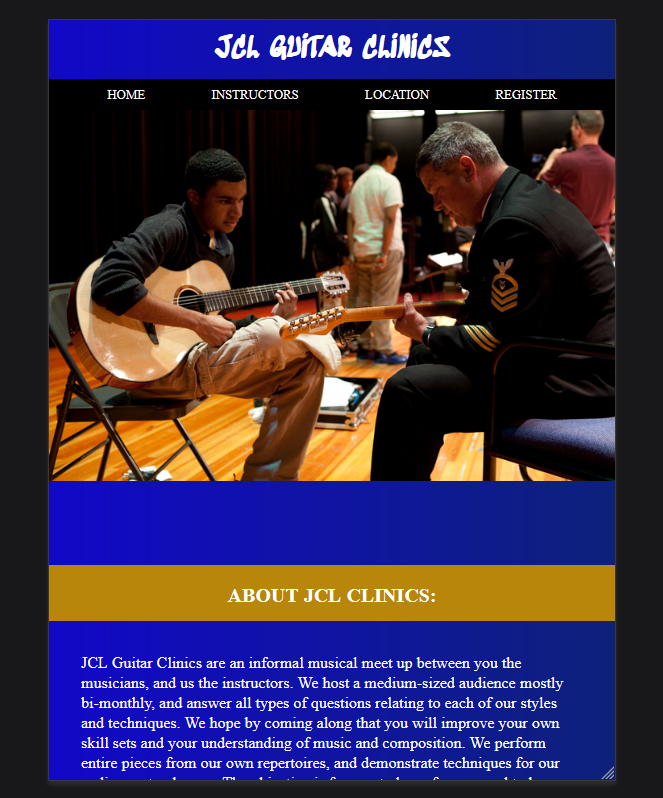 JCL GUITAR CLINICS
HOME INSTRUCTORS LOCATION REGISTER
ABOUT JCL CLINICS:
JCL Guitar Clinics are an informal musical meet up between you the
musicians, and us the instructors. We host a medium-sized audience mostly
bi-monthly, and answer all types of questions relating to each of our styles
and techniques. We hope by coming along that you will improve your own
skill sets and your understanding of music and composition. We perform
entire pieces from our own repertoires, and demonstrate techniques for our